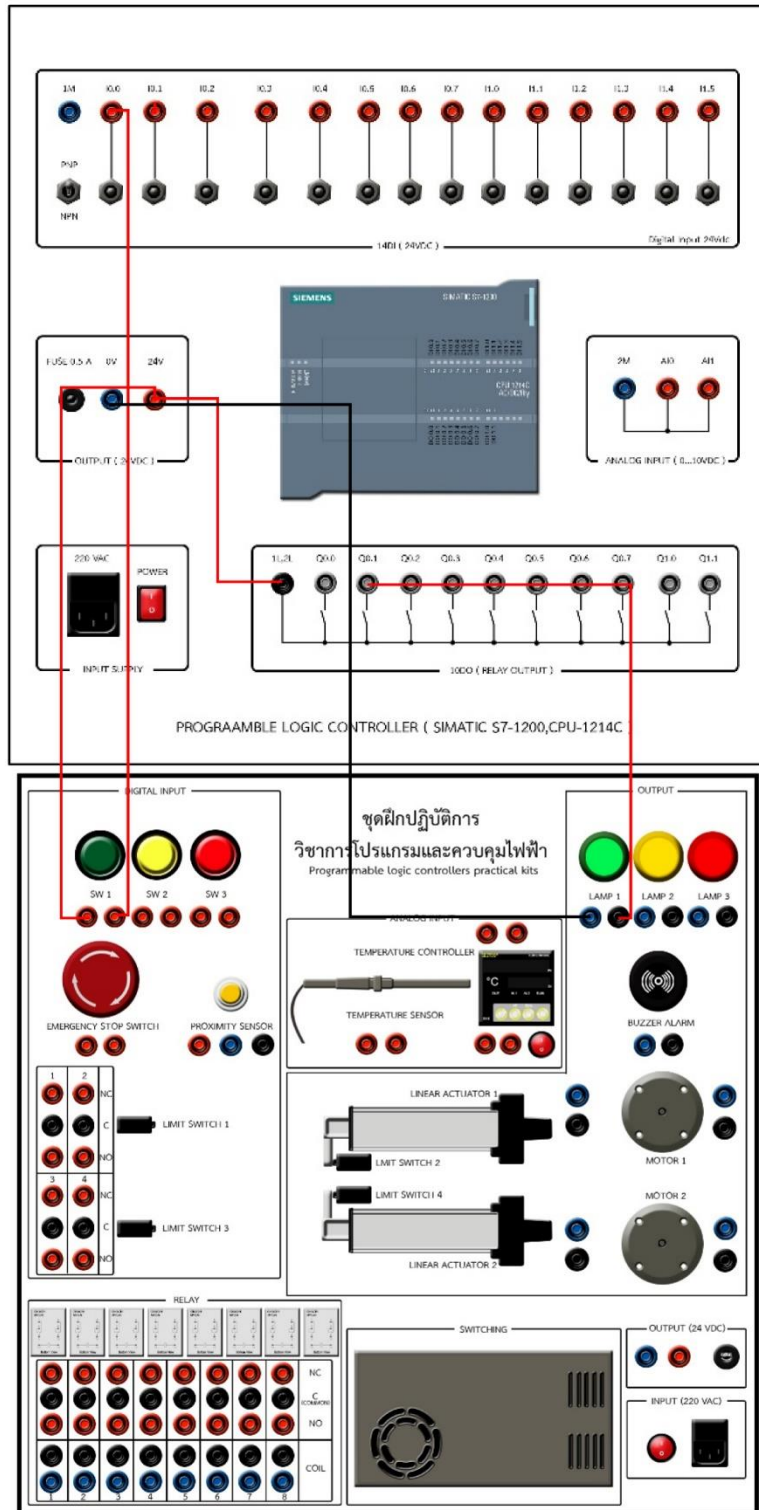 1M I0.0 I0.1 I0.2 I0.3 I0.4 I0.5 I0.6 I0.7 I1.0 I1.1 I1.2 I1.3 I1.4 I1.5
PNP
NPN
14DI ( 24VDC )
Digital Input 24Vdc
SIEMENS
SIMATIC S7-1200
CPU-1214C
AC/DC/Rly
FUSE 0.5 A 0V 24V
OUTPUT ( 24VDC )
2M AI0 AI1
ANALOG INPUT ( 0...10VDC )
220 VAC
POWER
INPUT SUPPLY
1L,2L Q0.0 Q0.1 Q0.2 Q0.3 Q0.4 Q0.5 Q0.6 Q0.7 Q1.0 Q1.1
10DO ( RELAY OUTPUT )
PROGRAAMBLE LOGIC CONTROLLER ( SIMATIC S7-1200,CPU-1214C )
DIGITAL INPUT
OUTPUT
ชุดฝึกปฏิบัติการ
วิชาการโปรแกรมและควบคุมไฟฟ้า
Programmable logic controllers practical kits
SW 1 SW 2 SW 3
LAMP 1 LAMP 2 LAMP 3
ANALOG INPUT
TEMPERATURE CONTROLLER
°C
TEMPERATURE SENSOR
EMERGENCY STOP SWITCH
PROXIMITY SENSOR
BUZZER ALARM
1 2
NC
C
NO
LIMIT SWITCH 1
3 4
NC
C
NO
LIMIT SWITCH 3
LINEAR ACTUATOR 1
LMIT SWITCH 2
LMIT SWITCH 4
LINEAR ACTUATOR 2
MOTOR 1
MOTOR 2
RELAY
NC
C
(COMMON)
NO
COIL
1 2 3 4 5 6 7 8
SWITCHING
OUTPUT (24 VDC)
INPUT (220 VAC)